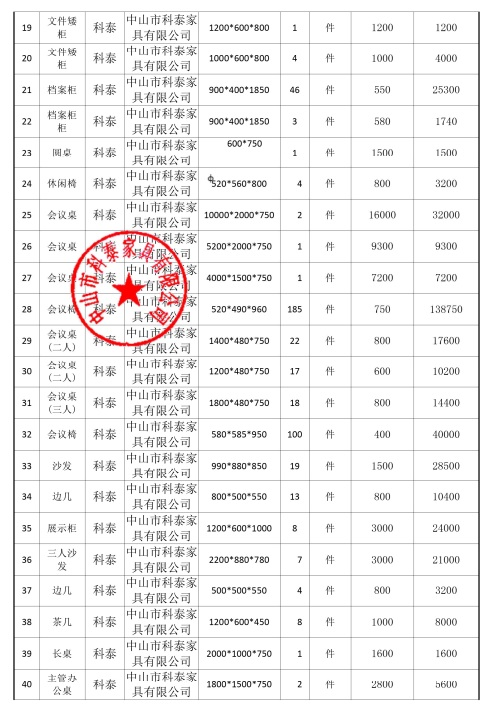 19 文件矮柜 科泰 中山市科泰家具有限公司 1200*600*800 1 件 1200 1200
20 文件矮柜 科泰 中山市科泰家具有限公司 1000*600*800 4 件 1000 4000
21 档案柜 科泰 中山市科泰家具有限公司 900*400*1850 46 件 550 25300
22 档案柜柜 科泰 中山市科泰家具有限公司 900*400*1850 3 件 580 1740
23 圆桌 科泰 中山市科泰家具有限公司 600*750 1 件 1500 1500
24 休闲椅 科泰 中山市科泰家具有限公司 φ 520*560*800 4 件 800 3200
25 会议桌 科泰 中山市科泰家具有限公司 10000*2000*750 2 件 16000 32000
26 会议桌 科泰 中山市科泰家具有限公司 5200*2000*750 1 件 9300 9300
27 会议桌 科泰 中山市科泰家具有限公司 4000*1500*750 1 件 7200 7200
28 会议椅 科泰 中山市科泰家具有限公司 520*490*960 185 件 750 138750
29 会议桌(二人) 科泰 中山市科泰家具有限公司 1400*480*750 22 件 800 17600
30 会议桌(二人) 科泰 中山市科泰家具有限公司 1200*480*750 17 件 600 10200
31 会议桌(三人) 科泰 中山市科泰家具有限公司 1800*480*750 18 件 800 14400
32 会议椅 科泰 中山市科泰家具有限公司 580*585*950 100 件 400 40000
33 沙发 科泰 中山市科泰家具有限公司 990*880*850 19 件 1500 28500
34 边几 科泰 中山市科泰家具有限公司 800*500*550 13 件 800 10400
35 展示柜 科泰 中山市科泰家具有限公司 1200*600*1000 8 件 3000 24000
36 三人沙发 科泰 中山市科泰家具有限公司 2200*880*780 7 件 3000 21000
37 边几 科泰 中山市科泰家具有限公司 500*500*550 4 件 800 3200
38 茶几 科泰 中山市科泰家具有限公司 1200*600*450 8 件 1000 8000
39 长桌 科泰 中山市科泰家具有限公司 2000*1000*750 1 件 1600 1600
40 主管办公桌 科泰 中山市科泰家具有限公司 1800*1500*750 2 件 2800 5600
中山市科泰家具有限公司